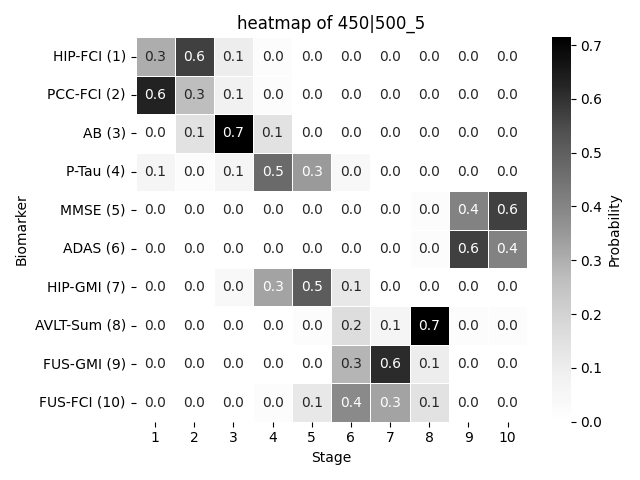 heatmap of 450|500_5
Biomarker
HIP-FCI (1) 0.3 0.6 0.1 0.0 0.0 0.0 0.0 0.0 0.0 0.0
PCC-FCI (2) 0.6 0.3 0.1 0.0 0.0 0.0 0.0 0.0 0.0 0.0
AB (3) 0.0 0.1 0.7 0.1 0.0 0.0 0.0 0.0 0.0 0.0
P-Tau (4) 0.1 0.0 0.1 0.5 0.3 0.0 0.0 0.0 0.0 0.0
MMSE (5) 0.0 0.0 0.0 0.0 0.0 0.0 0.0 0.0 0.4 0.6
ADAS (6) 0.0 0.0 0.0 0.0 0.0 0.0 0.0 0.0 0.6 0.4
HIP-GMI (7) 0.0 0.0 0.0 0.3 0.5 0.1 0.0 0.0 0.0 0.0
AVLT-Sum (8) 0.0 0.0 0.0 0.0 0.0 0.2 0.1 0.7 0.0 0.0
FUS-GMI (9) 0.0 0.0 0.0 0.0 0.0 0.3 0.6 0.1 0.0 0.0
FUS-FCI (10) 0.0 0.0 0.0 0.0 0.1 0.4 0.3 0.1 0.0 0.0
1 2 3 4 5 6 7 8 9 10
Stage
0.7
0.6
0.5
0.4
0.3
0.2
0.1
0.0
Probability